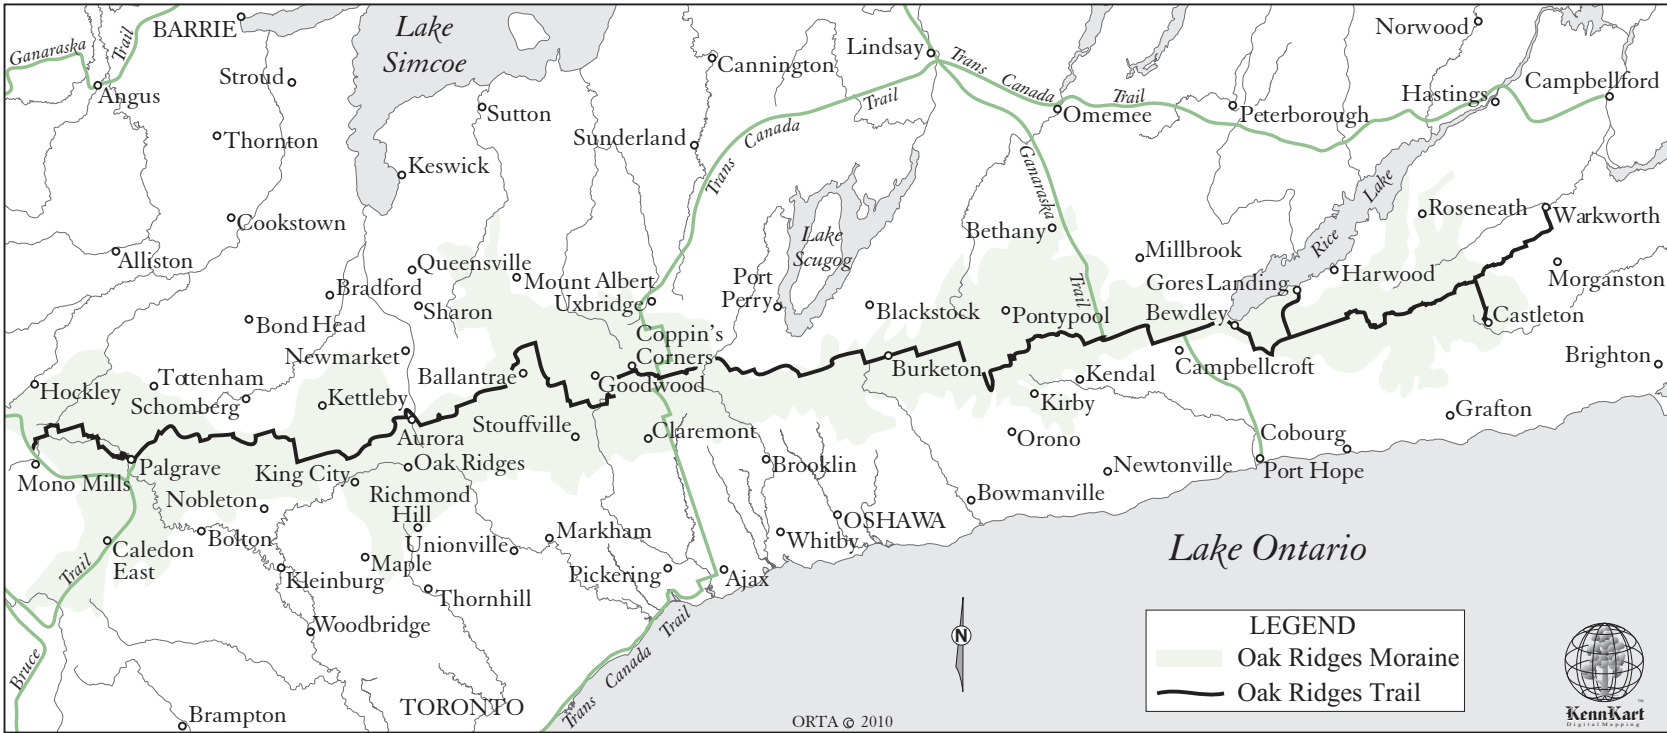 BARRIE
Lake
Simcoe
Ganaraska
Trail
Angus
Stroud
Thornton
Cookstown
Alliston
Sutton
Keswick
Cannington
Sunderland
Lindsay
Trans
Canada
Trail
Trans
Canada
Trail
Omemee
Peterborough
Norwood
Hastings
Campbellford
Ganaraska
Trail
Bethany
Millbrook
Gores Landing
Bewdley
Rice
Lake
Roseneath
Harwood
Warkworth
Morganston
Castleton
Brighton
Queensville
Bradford
Sharon
Bond Head
Newmarket
Mount Albert
Uxbridge
Port
Perry
Lake
Scugog
Blackstock
Pontypool
Coppin's
Corners
Goodwood
Ballantrae
Burketon
Campbellcroft
Kendal
Kirby
Grafton
Hockley
Tottenham
Schomberg
Kettleby
Aurora
Stouffville
Claremont
Orono
Cobourg
Mono Mills
Palgrave
King City
Oak Ridges
Brooklin
Newtonville
Port Hope
Nobleton
Richmond
Hill
Bowmanville
Bolton
Unionville
Markham
OSHAWA
Whitby
Caledon
East
Trail
Kleinburg
Maple
Pickering
Ajax
Thornhill
Woodbridge
Trans
Canada
Trail
Bruce
Brampton
TORONTO
Lake Ontario
N
LEGEND
Oak Ridges Moraine
Oak Ridges Trail
ORTA © 2010
™
KennKart
Digital Mapping